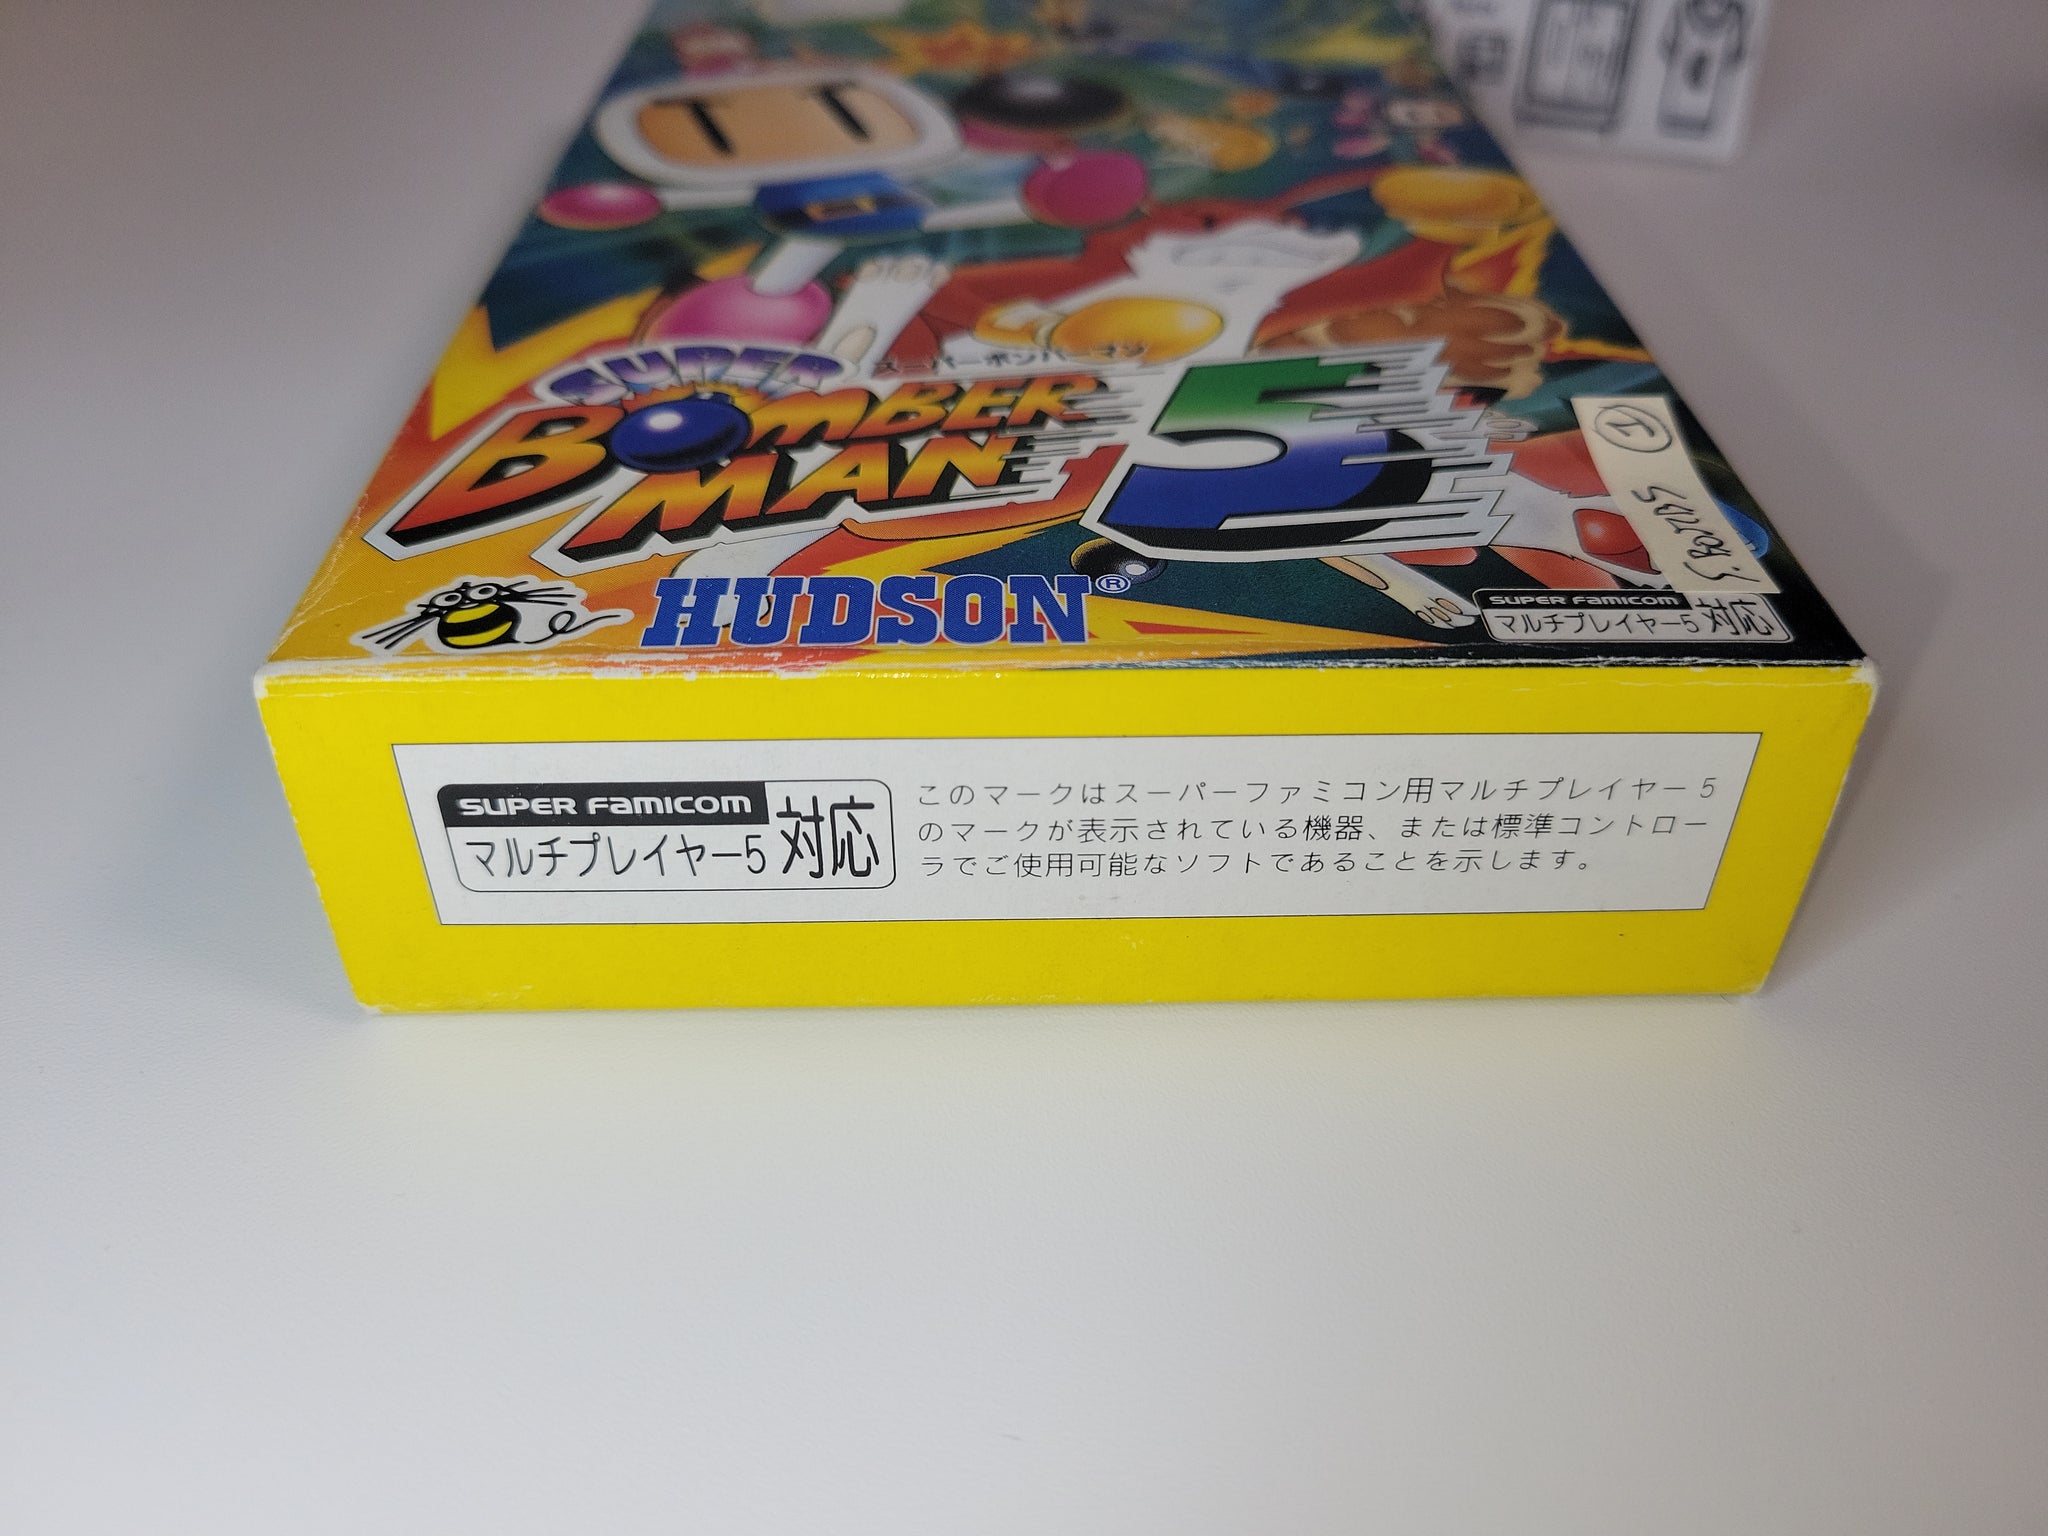 SUPER
スーパーボンバーマン
BOMBER
MAN 5
HUDSON®
SUPER FAMICOM
マルチプレイヤー5 対応
SUPER FAMICOM
マルチプレイヤー5 対応
このマークはスーパーファミコン用マルチプレイヤー5
のマークが表示されている機器、または標準コントロー
ラでご使用可能なソフトであることを示します。